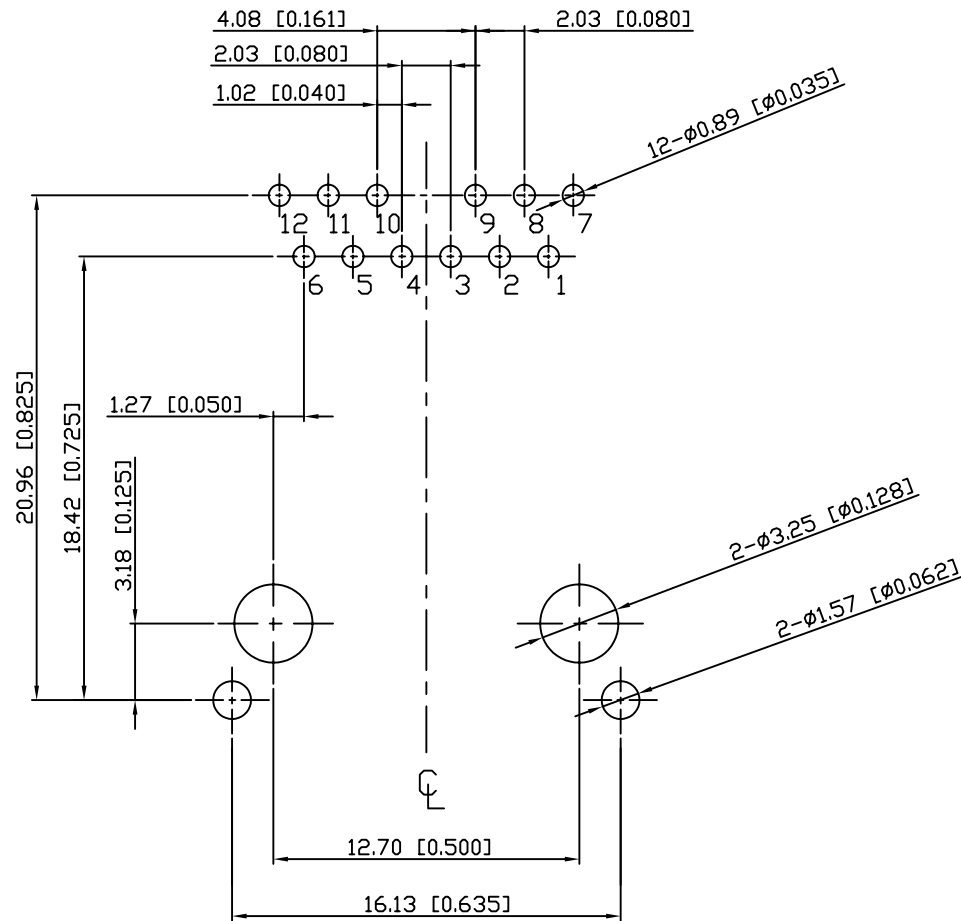 4.08 [0.161]
2.03 [0.080]
2.03 [0.080]
1.02 [0.040]
12-ø0.89 [ø0.035]
12 11 10 9 8 7
6 5 4 3 2 1
1.27 [0.050]
20.96 [0.825]
18.42 [0.725]
3.18 [0.125]
2-ø3.25 [ø0.128]
2-ø1.57 [ø0.062]
℄
12.70 [0.500]
16.13 [0.635]